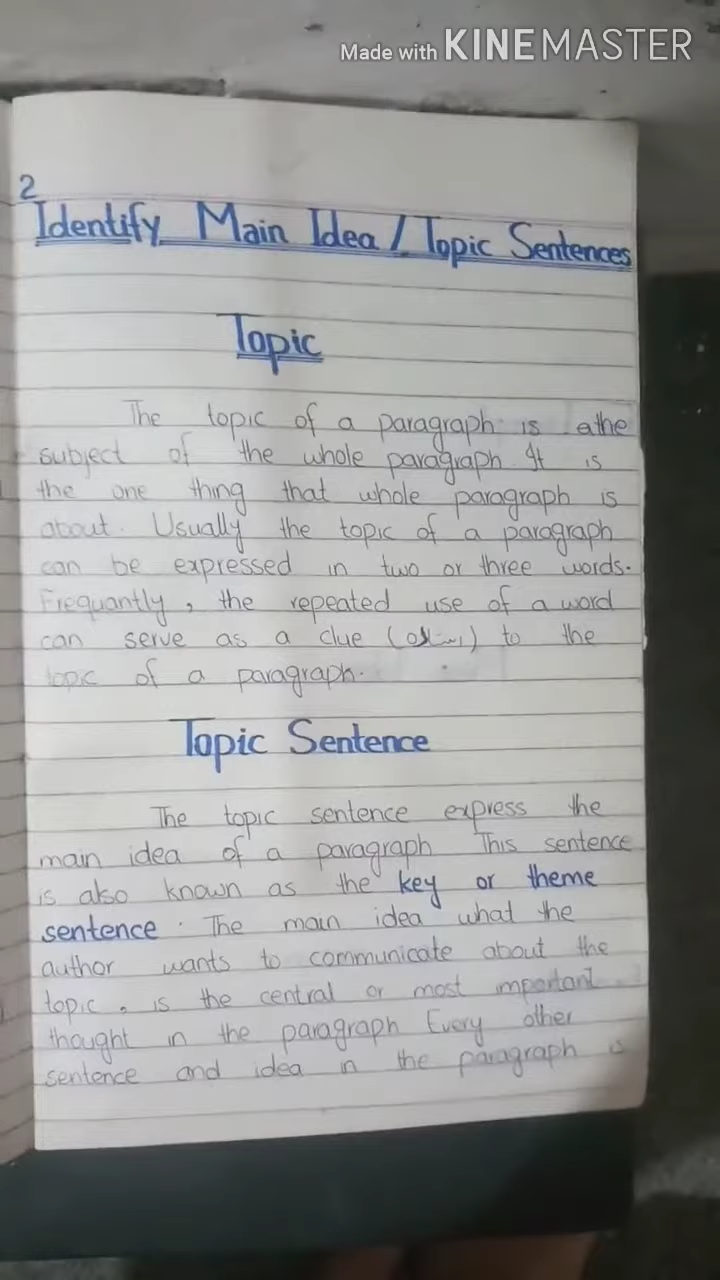 Made with KINEMASTER
2
Identify Main Idea / Topic Sentences
Topic
The topic of a paragraph is athe
subject of the whole paragraph. It is
the one thing that whole paragraph is
about. Usually the topic of a paragraph
can be expressed in two or three words.
Frequantly, the repeated use of a word
can serve as a clue () to the
topic of a paragraph.
Topic Sentence
The topic sentence express the
main idea of a paragraph This sentence
is also known as the key or theme
sentence. The main idea what the
author wants to communicate about the
topic, is the central or most important
thought in the paragraph Every other
sentence and idea in the paragraph is